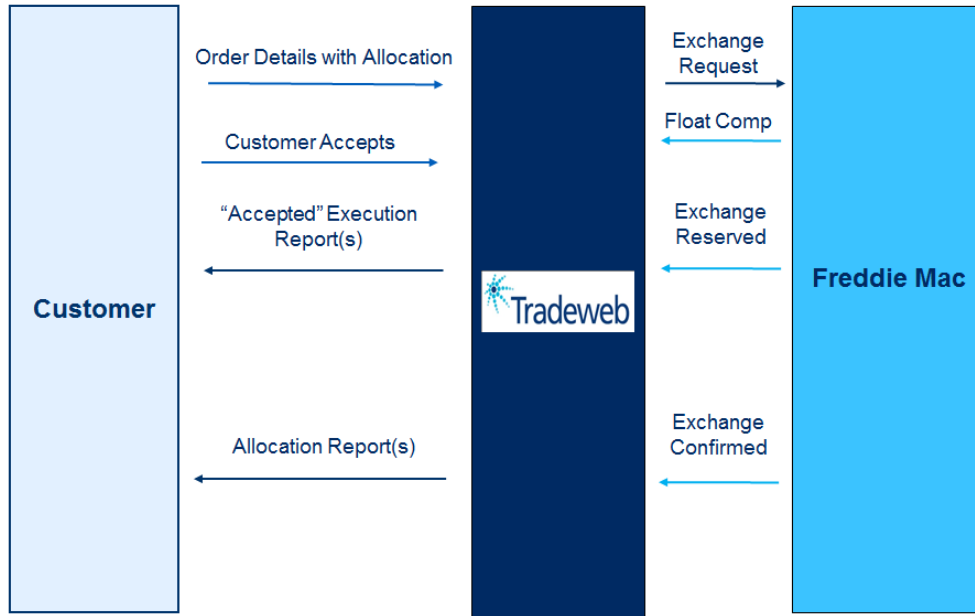 Order Details with Allocation
Exchange
Request
Customer Accepts
Float Comp
“Accepted” Execution
Report(s)
Exchange
Reserved
Customer
Tradeweb
Freddie Mac
Allocation Report(s)
Exchange
Confirmed